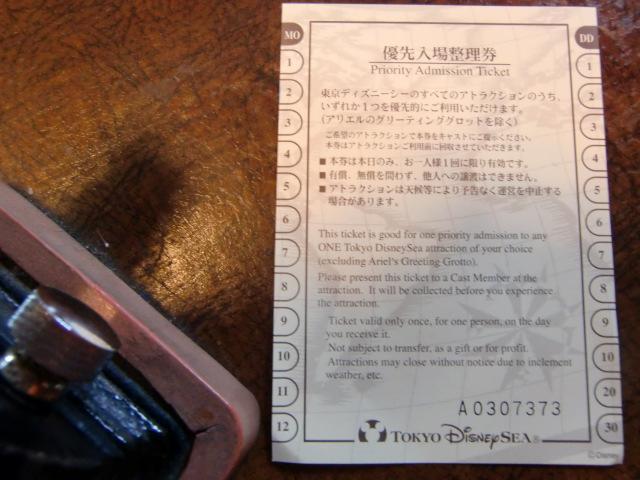 MO
DD
1
2
3
4
5
6
7
8
9
10
11
12
1
2
3
4
5
6
7
8
9
10
20
30
優先入場整理券
Priority Admission Ticket
東京ディズニーシーのすべてのアトラクションのうち、
いずれか1つを優先的にご利用いただけます。
(アリエルのグリーティンググロットを除く)
ご希望のアトラクションで本券をキャストにご提示ください。
本券はアトラクションご利用前に回収させていただきます。
■ 本券は本日のみ、お一人様1回に限り有効です。
■ 有償、無償を問わず、他人への譲渡はできません。
■ アトラクションは天候等により予告なく運営を中止する
場合があります。
This ticket is good for one priority admission to any
ONE Tokyo DisneySea attraction of your choice
(excluding Ariel's Greeting Grotto).
Please present this ticket to a Cast Member at the
attraction. It will be collected before you experience
the attraction.
Ticket valid only once, for one person, on the day
you receive it.
Not subject to transfer, as a gift or for profit.
Attractions may close without notice due to inclement
weather, etc.
A0307373
TOKYO DISNEYSEA®
©Disney